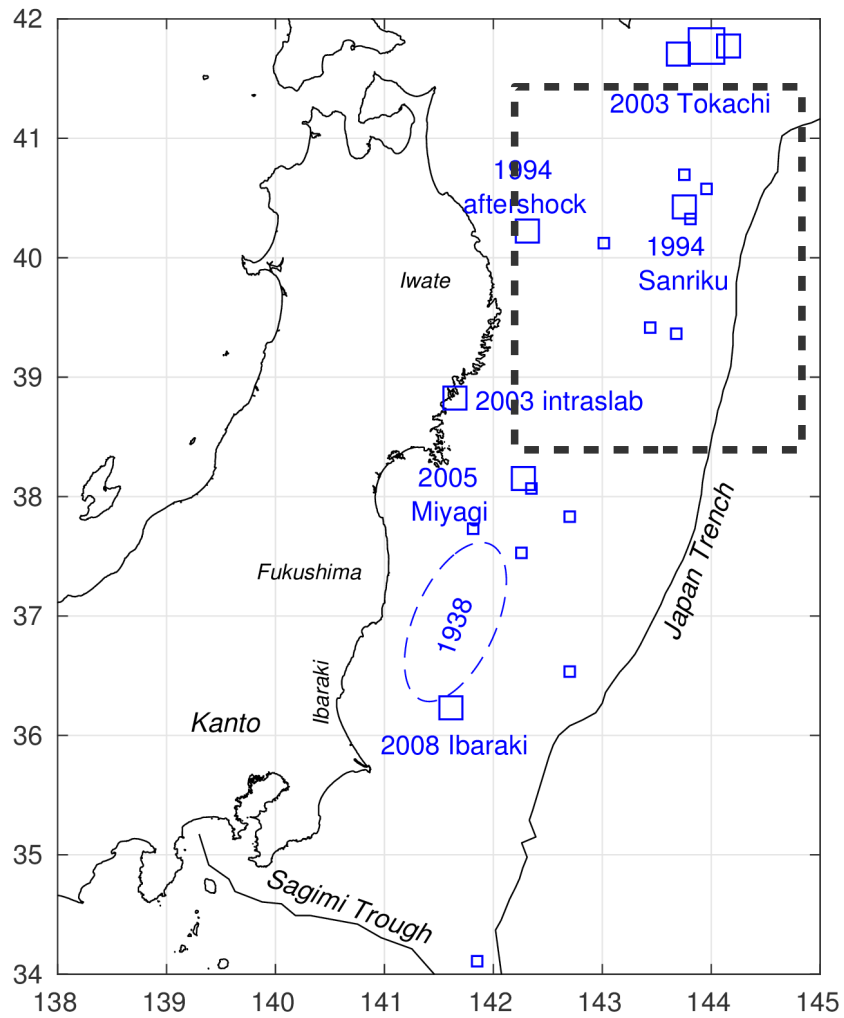 42
2003 Tokachi
41
1994
aftershock
1994
Sanriku
40
Iwate
39
2003 intraslab
2005
Miyagi
38
Japan Trench
Fukushima
1938
37
Ibaraki
Kanto
36
2008 Ibaraki
35
Sagimi Trough
34
138 139 140 141 142 143 144 145